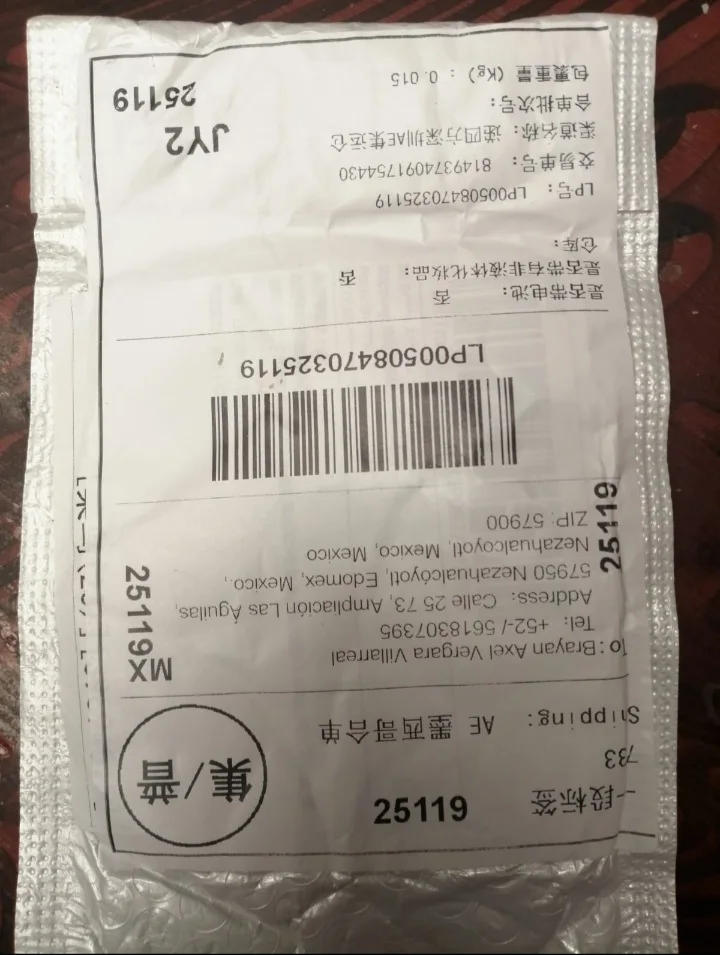 一段标签
25119
733
集/普
Shipping: AE 墨西哥合单
To: Brayan Axel Vergara Villarreal
Tel: +52-/-5618307395
Address: Calle 25 73, Ampliación Las Águilas,
57950 Nezahualcóyotl, Edomex, Mexico,.,
Nezahualcoyotl, Mexico, Mexico
ZIP: 57900
25119MX
25119
LP00508470325119
是否带电池: 否
是否带有非液体化妆品: 否
仓库:
LP号: LP00508470325119
交易单号: 8149374091754430
渠道名称: 递四方深圳AE集运仓
JY2
合单批次号:
25119
包裹重量 (Kg) : 0.015